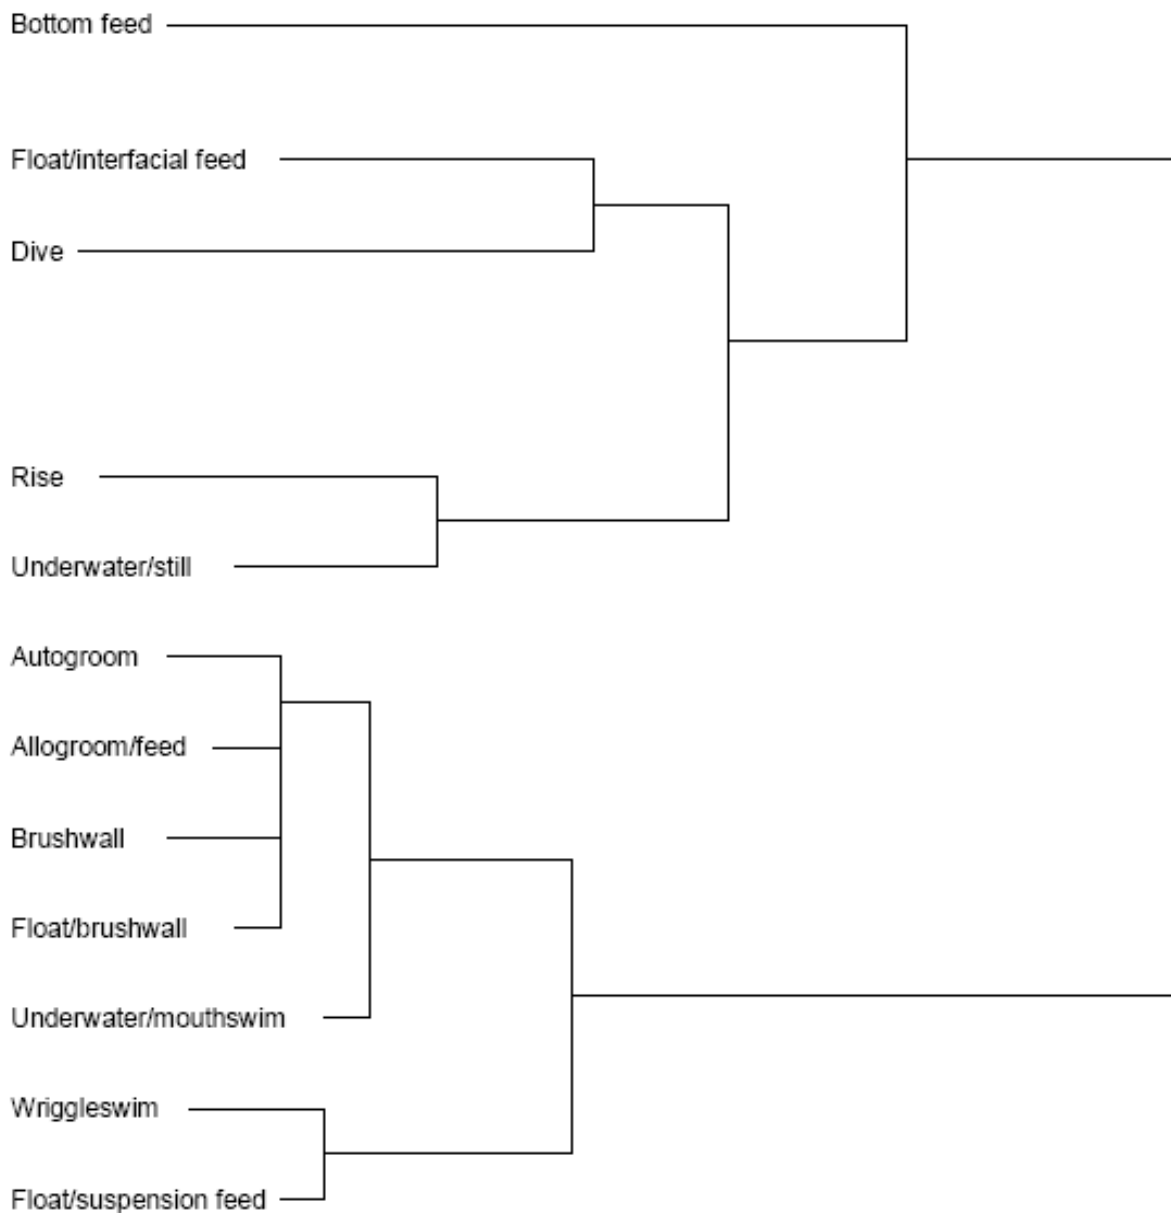 Bottom feed
Float/interfacial feed
Dive
Rise
Underwater/still
Autogroom
Allogroom/feed
Brushwall
Float/brushwall
Underwater/mouthswim
Wriggleswim
Float/suspension feed